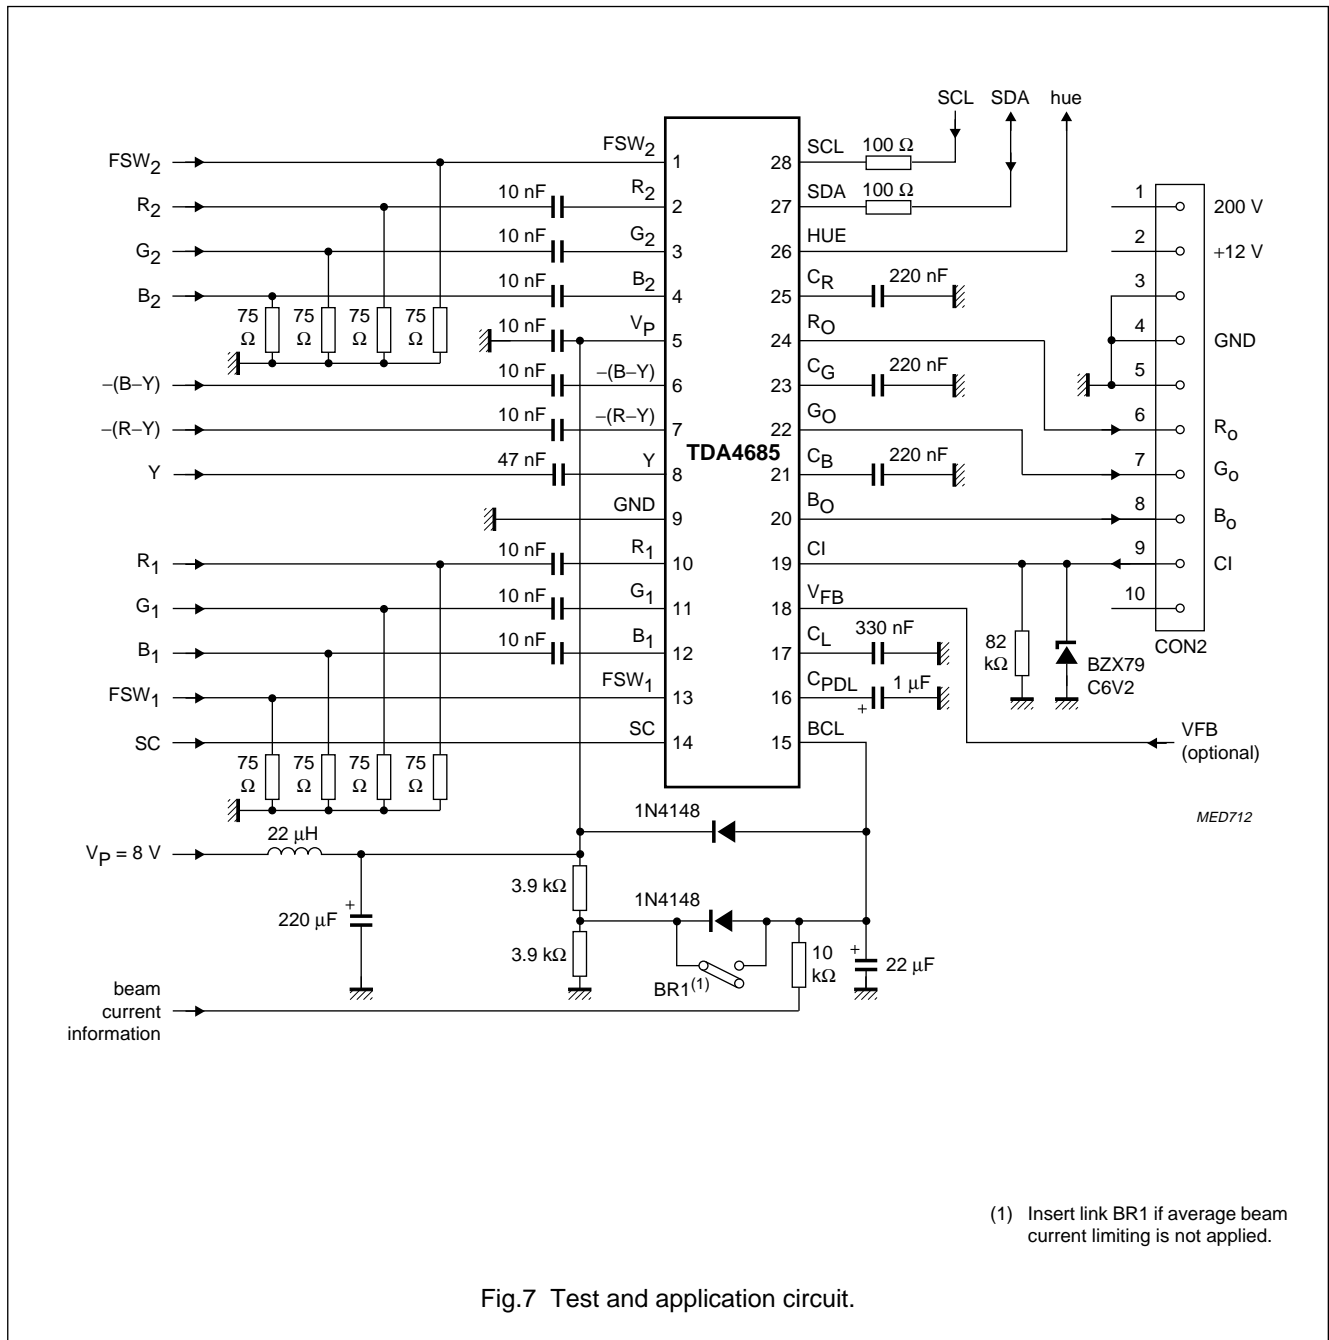 SCL SDA hue
FSW2 FSW2 1 28 SCL 100 Ω
R2 10 nF R2 2 27 SDA 100 Ω 1 200 V
G2 10 nF G2 3 26 HUE 2 +12 V
B2 10 nF B2 4 25 CR 220 nF 3
75 Ω 75 Ω 75 Ω 75 Ω
10 nF VP 5 24 RO 4 GND
−(B−Y) 10 nF −(B−Y) 6 23 CG 220 nF 5
−(R−Y) 10 nF −(R−Y) 7 22 GO 6 Ro
TDA4685
Y 47 nF Y 8 21 CB 220 nF 7 Go
GND 9 20 BO 8 Bo
R1 10 nF R1 10 19 CI 9 CI
G1 10 nF G1 11 18 VFB 10
B1 10 nF B1 12 17 CL 330 nF
82 kΩ BZX79 C6V2 CON2
FSW1 FSW1 13 16 CPDL + 1 μF
SC SC 14 15 BCL
VFB (optional)
75 Ω 75 Ω 75 Ω 75 Ω
1N4148
MED712
VP = 8 V 22 μH
3.9 kΩ
1N4148
220 μF +
3.9 kΩ
BR1(1)
10 kΩ
+ 22 μF
beam
current
information
(1) Insert link BR1 if average beam
current limiting is not applied.
Fig.7 Test and application circuit.